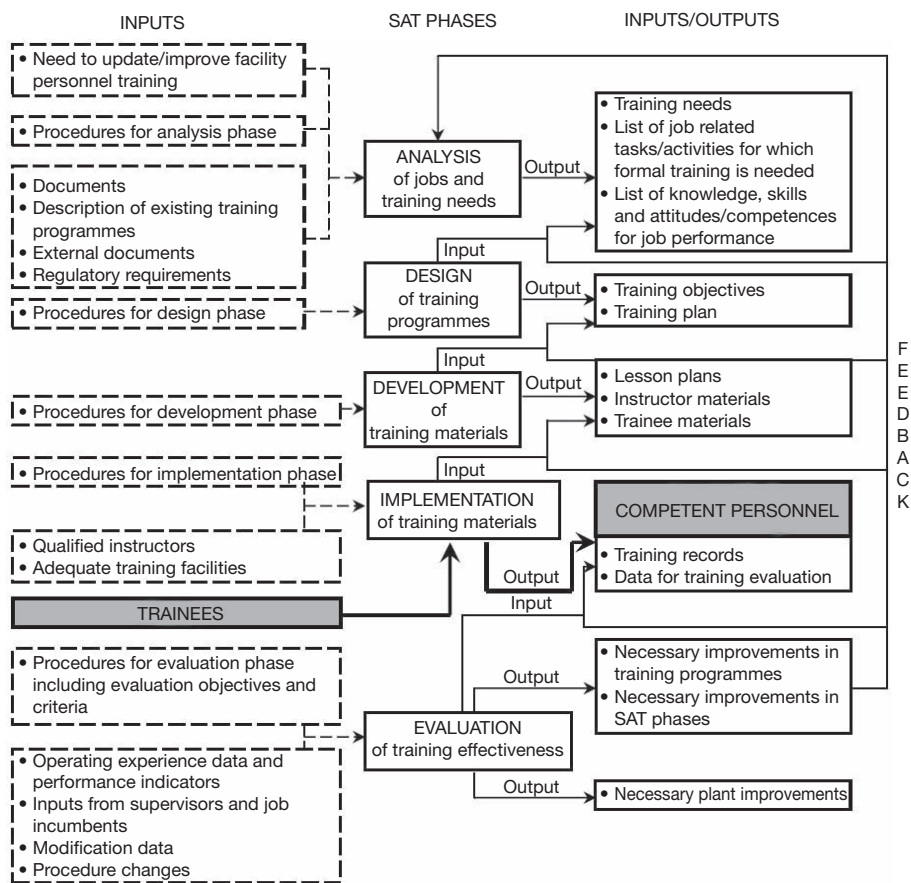 INPUTS
SAT PHASES
INPUTS/OUTPUTS
• Need to update/improve facility
personnel training
• Procedures for analysis phase
• Documents
• Description of existing training
programmes
• External documents
• Regulatory requirements
• Procedures for design phase
• Procedures for development phase
• Procedures for implementation phase
• Qualified instructors
• Adequate training facilities
TRAINEES
• Procedures for evaluation phase
including evaluation objectives and
criteria
• Operating experience data and
performance indicators
• Inputs from supervisors and job
incumbents
• Modification data
• Procedure changes
ANALYSIS
of jobs and
training needs
Output
Input
DESIGN
of training
programmes
Output
Input
DEVELOPMENT
of
training materials
Output
Input
IMPLEMENTATION
of training materials
Output
Input
Output
EVALUATION
of training effectiveness
Output
• Training needs
• List of job related
tasks/activities for which
formal training is needed
• List of knowledge, skills
and attitudes/competences
for job performance
• Training objectives
• Training plan
• Lesson plans
• Instructor materials
• Trainee materials
COMPETENT PERSONNEL
• Training records
• Data for training evaluation
• Necessary improvements in
training programmes
• Necessary improvements in
SAT phases
• Necessary plant improvements
F
E
E
D
B
A
C
K